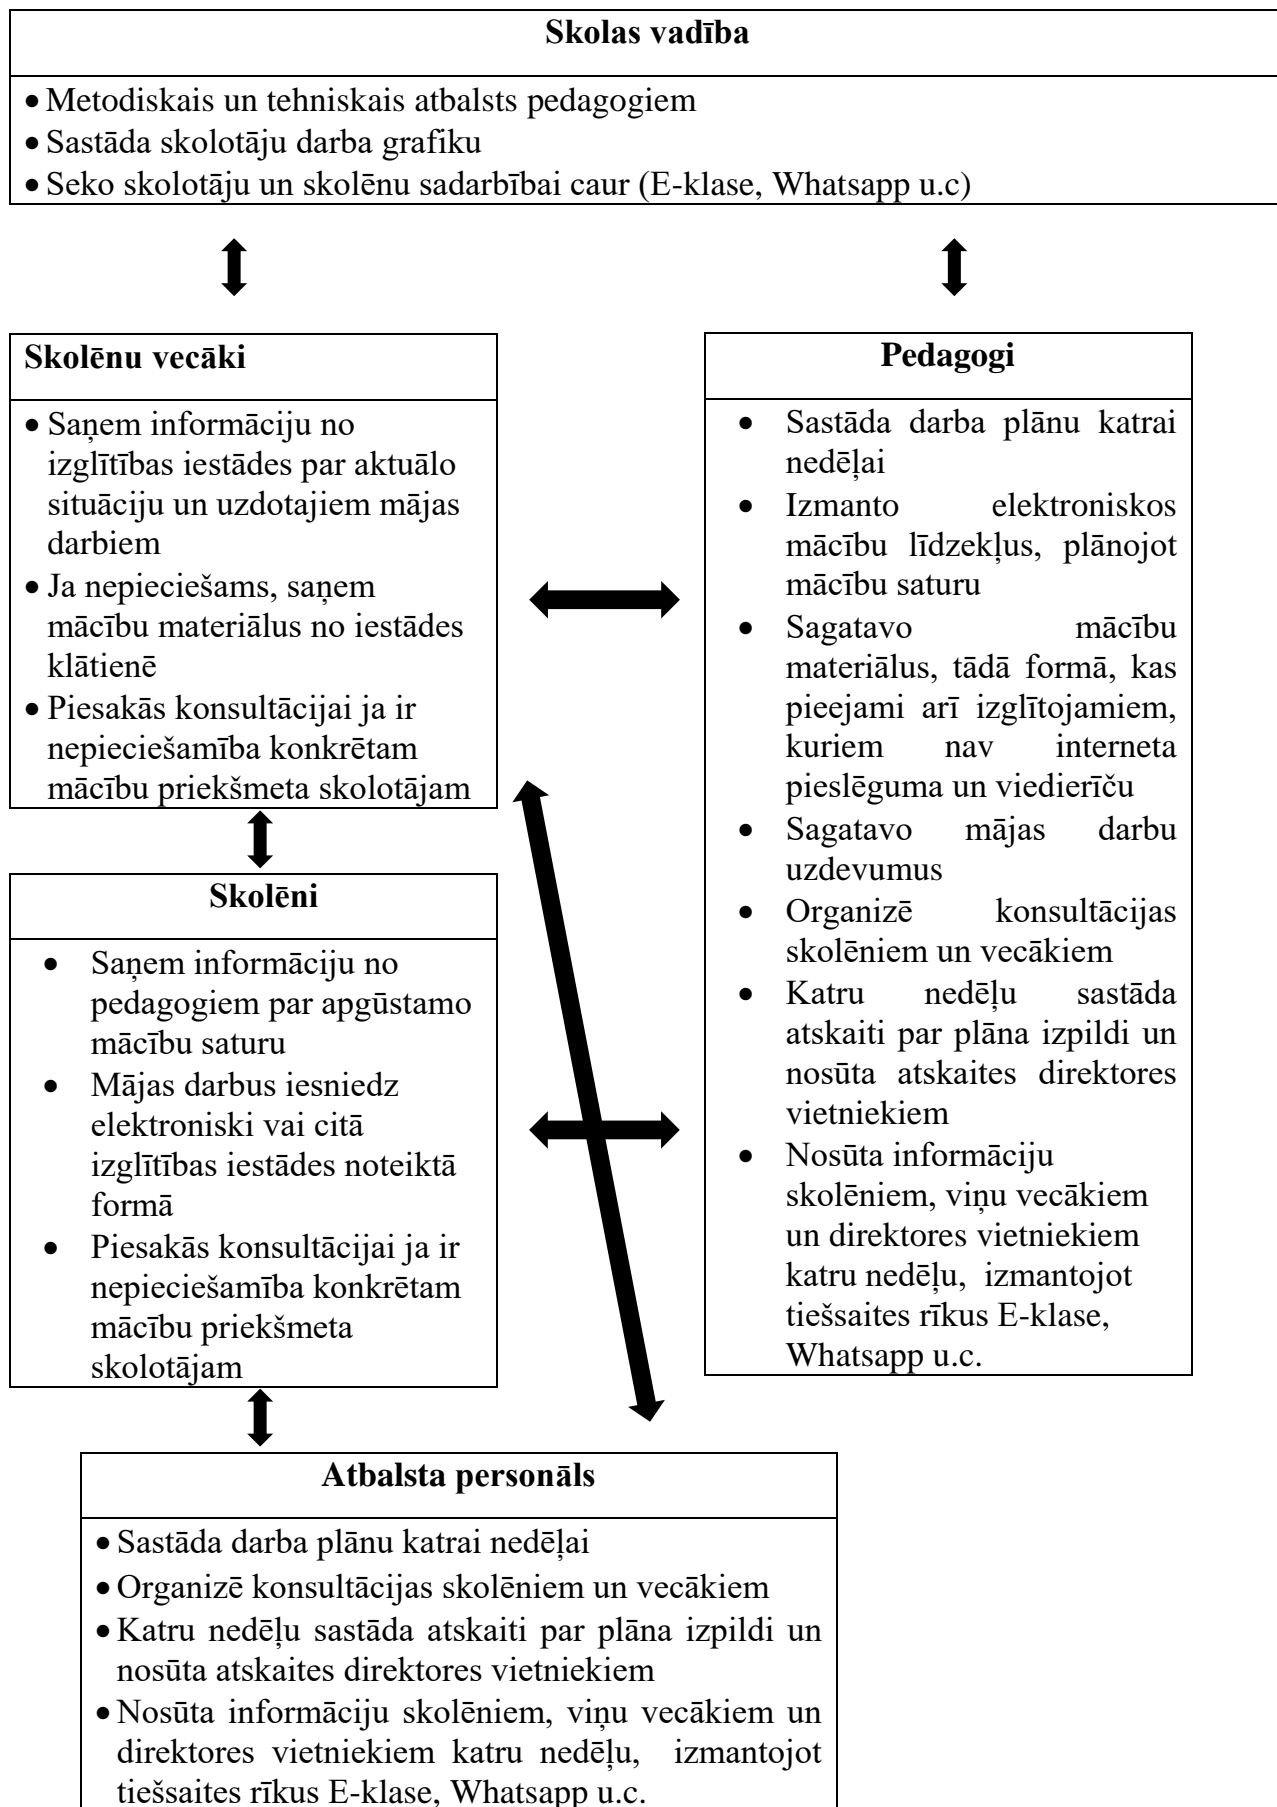 Skolas vadība
• Metodiskais un tehniskais atbalsts pedagogiem
• Sastāda skolotāju darba grafiku
• Seko skolotāju un skolēnu sadarbībai caur (E-klase, Whatsapp u.c)
Skolēnu vecāki
• Saņem informāciju no
izglītības iestādes par aktuālo
situāciju un uzdotajiem mājas
darbiem
• Ja nepieciešams, saņem
mācību materiālus no iestādes
klātienē
• Piesakās konsultācijai ja ir
nepieciešamība konkrētam
mācību priekšmeta skolotājam
Skolēni
• Saņem informāciju no
pedagogiem par apgūstamo
mācību saturu
• Mājas darbus iesniedz
elektroniski vai citā
izglītības iestādes noteiktā
formā
• Piesakās konsultācijai ja ir
nepieciešamība konkrētam
mācību priekšmeta
skolotājam
Pedagogi
• Sastāda darba plānu katrai
nedēļai
• Izmanto elektroniskos
mācību līdzekļus, plānojot
mācību saturu
• Sagatavo mācību
materiālus, tādā formā, kas
pieejami arī izglītojamiem,
kuriem nav interneta
pieslēguma un viedierīču
• Sagatavo mājas darbu
uzdevumus
• Organizē konsultācijas
skolēniem un vecākiem
• Katru nedēļu sastāda
atskaiti par plāna izpildi un
nosūta atskaites direktores
vietniekiem
• Nosūta informāciju
skolēniem, viņu vecākiem
un direktores vietniekiem
katru nedēļu, izmantojot
tiešsaites rīkus E-klase,
Whatsapp u.c.
Atbalsta personāls
• Sastāda darba plānu katrai nedēļai
• Organizē konsultācijas skolēniem un vecākiem
• Katru nedēļu sastāda atskaiti par plāna izpildi un
nosūta atskaites direktores vietniekiem
• Nosūta informāciju skolēniem, viņu vecākiem un
direktores vietniekiem katru nedēļu, izmantojot
tiešsaites rīkus E-klase, Whatsapp u.c.